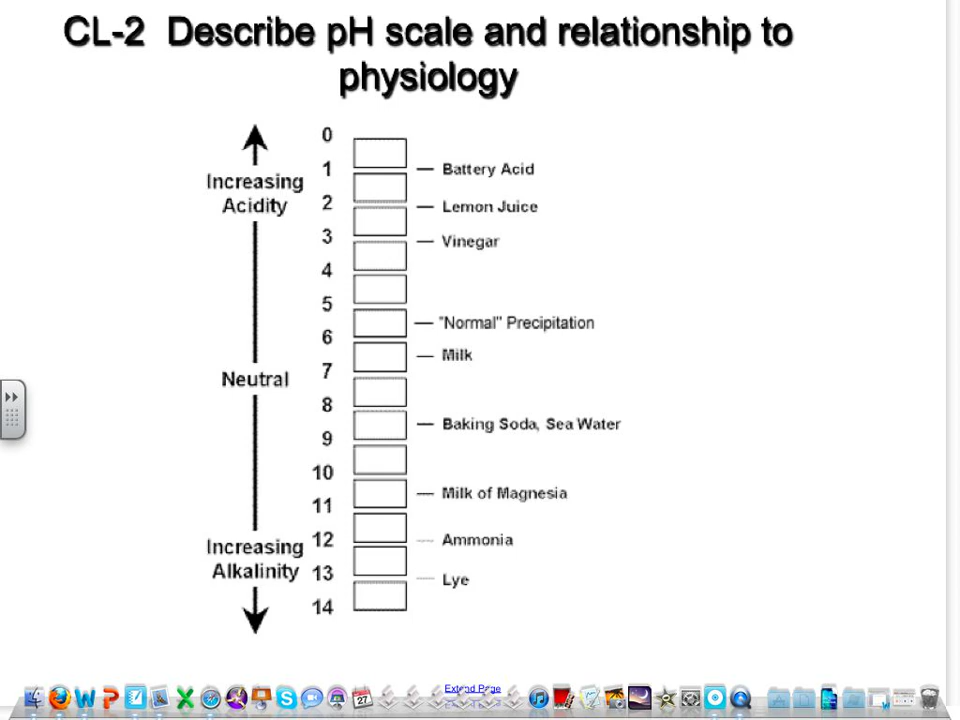 CL-2 Describe pH scale and relationship to
physiology
0
1
2
3
4
5
6
7
8
9
10
11
12
13
14
Increasing
Acidity
Neutral
Increasing
Alkalinity
Battery Acid
Lemon Juice
Vinegar
"Normal" Precipitation
Milk
Baking Soda, Sea Water
Milk of Magnesia
Ammonia
Lye
Extend Page
27